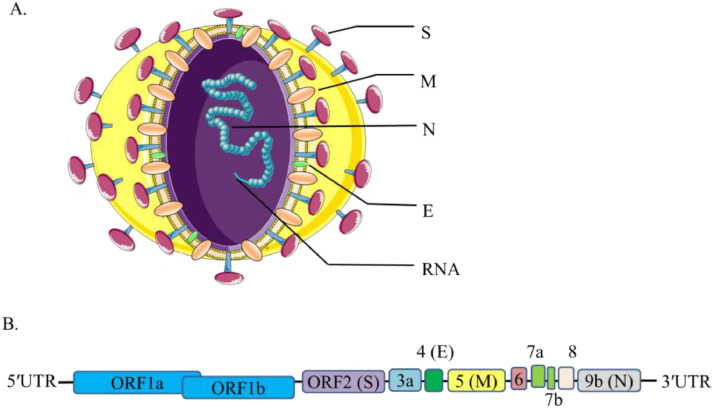 A.
S
M
N
E
RNA
B.
4 (E) 7a 8
5′UTR ORF1a ORF1b ORF2 (S) 3a 5 (M) 6 9b (N) 3′UTR
7b